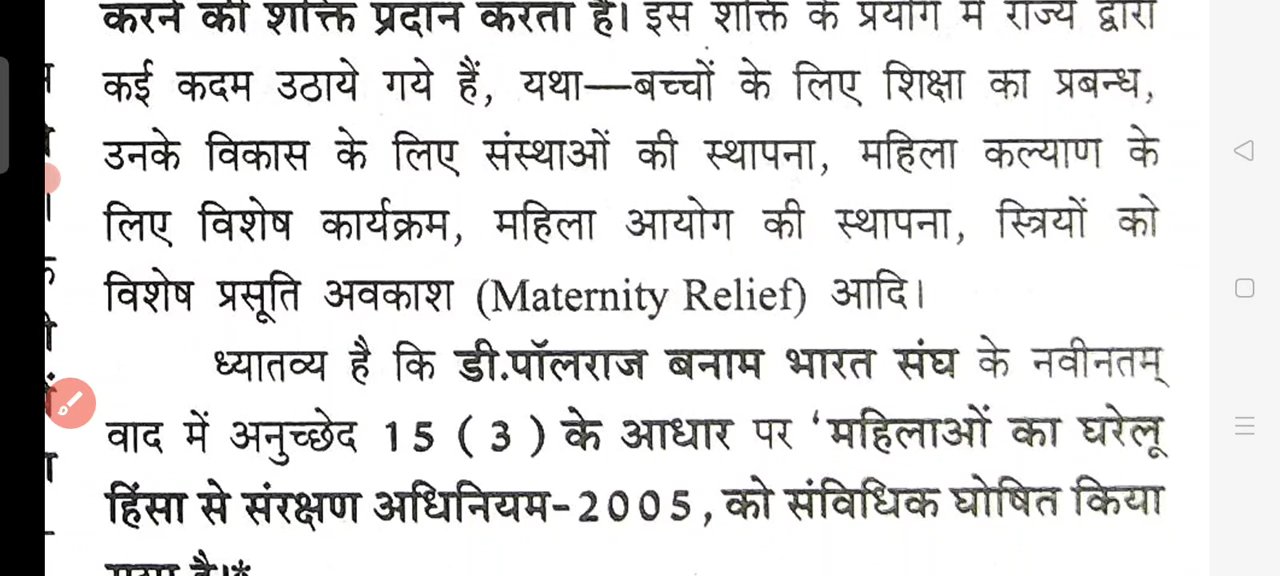 करने की शक्ति प्रदान करता है। इस शक्ति के प्रयोग में राज्य द्वारा
कई कदम उठाये गये हैं, यथा—बच्चों के लिए शिक्षा का प्रबन्ध,
उनके विकास के लिए संस्थाओं की स्थापना, महिला कल्याण के
लिए विशेष कार्यक्रम, महिला आयोग की स्थापना, स्त्रियों को
विशेष प्रसूति अवकाश (Maternity Relief) आदि।
ध्यातव्य है कि डी.पॉलराज बनाम भारत संघ के नवीनतम्
वाद में अनुच्छेद 15 ( 3 ) के आधार पर ‘महिलाओं का घरेलू
हिंसा से संरक्षण अधिनियम-2005, को संविधिक घोषित किया
गया है।*